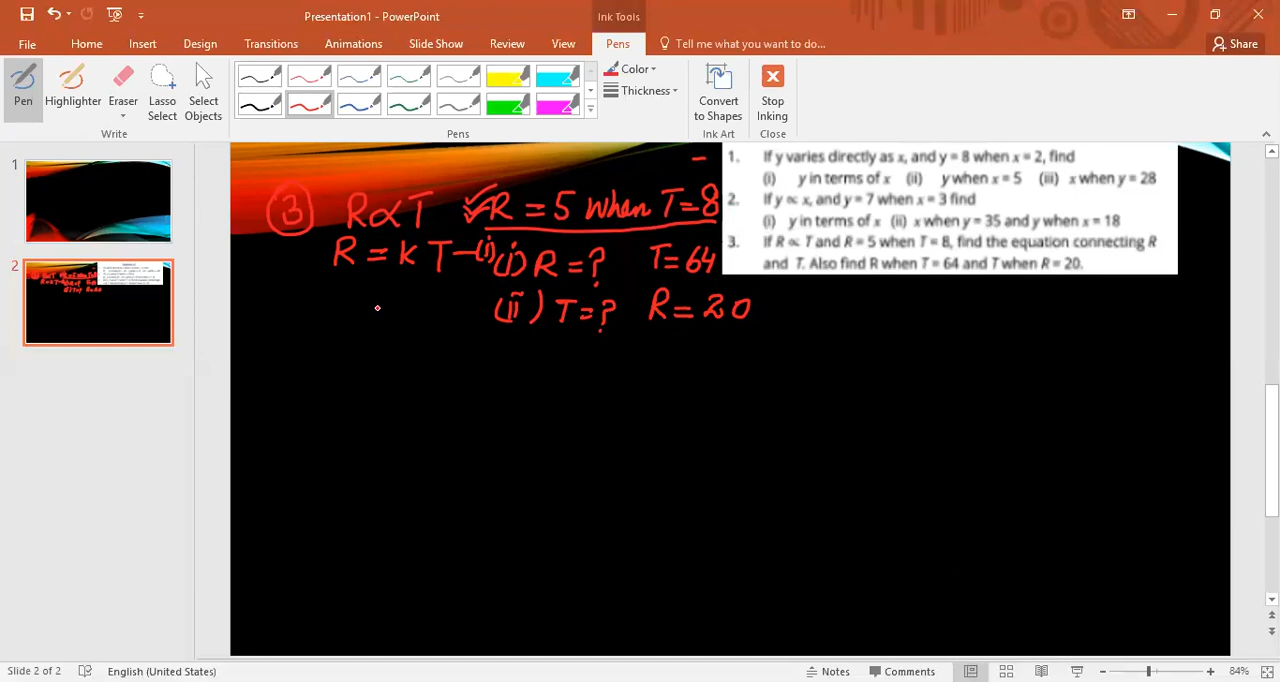 Presentation1 - PowerPoint
Ink Tools
File Home Insert Design Transitions Animations Slide Show Review View Pens Tell me what you want to do... Share
Pen Highlighter Eraser Lasso Select Select Objects
Write
Color
Thickness
Pens
Convert to Shapes
Ink Art
Stop Inking
Close
1
2
③ R∝T ✓R = 5 when T=8
R = K T—(i) (i) R = ? T=64
(ii) T=? R=20
1. If y varies directly as x, and y = 8 when x = 2, find
(i) y in terms of x (ii) y when x = 5 (iii) x when y = 28
2. If y ∝ x, and y = 7 when x = 3 find
(i) y in terms of x (ii) x when y = 35 and y when x = 18
3. If R ∝ T and R = 5 when T = 8, find the equation connecting R
and T. Also find R when T = 64 and T when R = 20.
Slide 2 of 2 English (United States) Notes Comments 84%